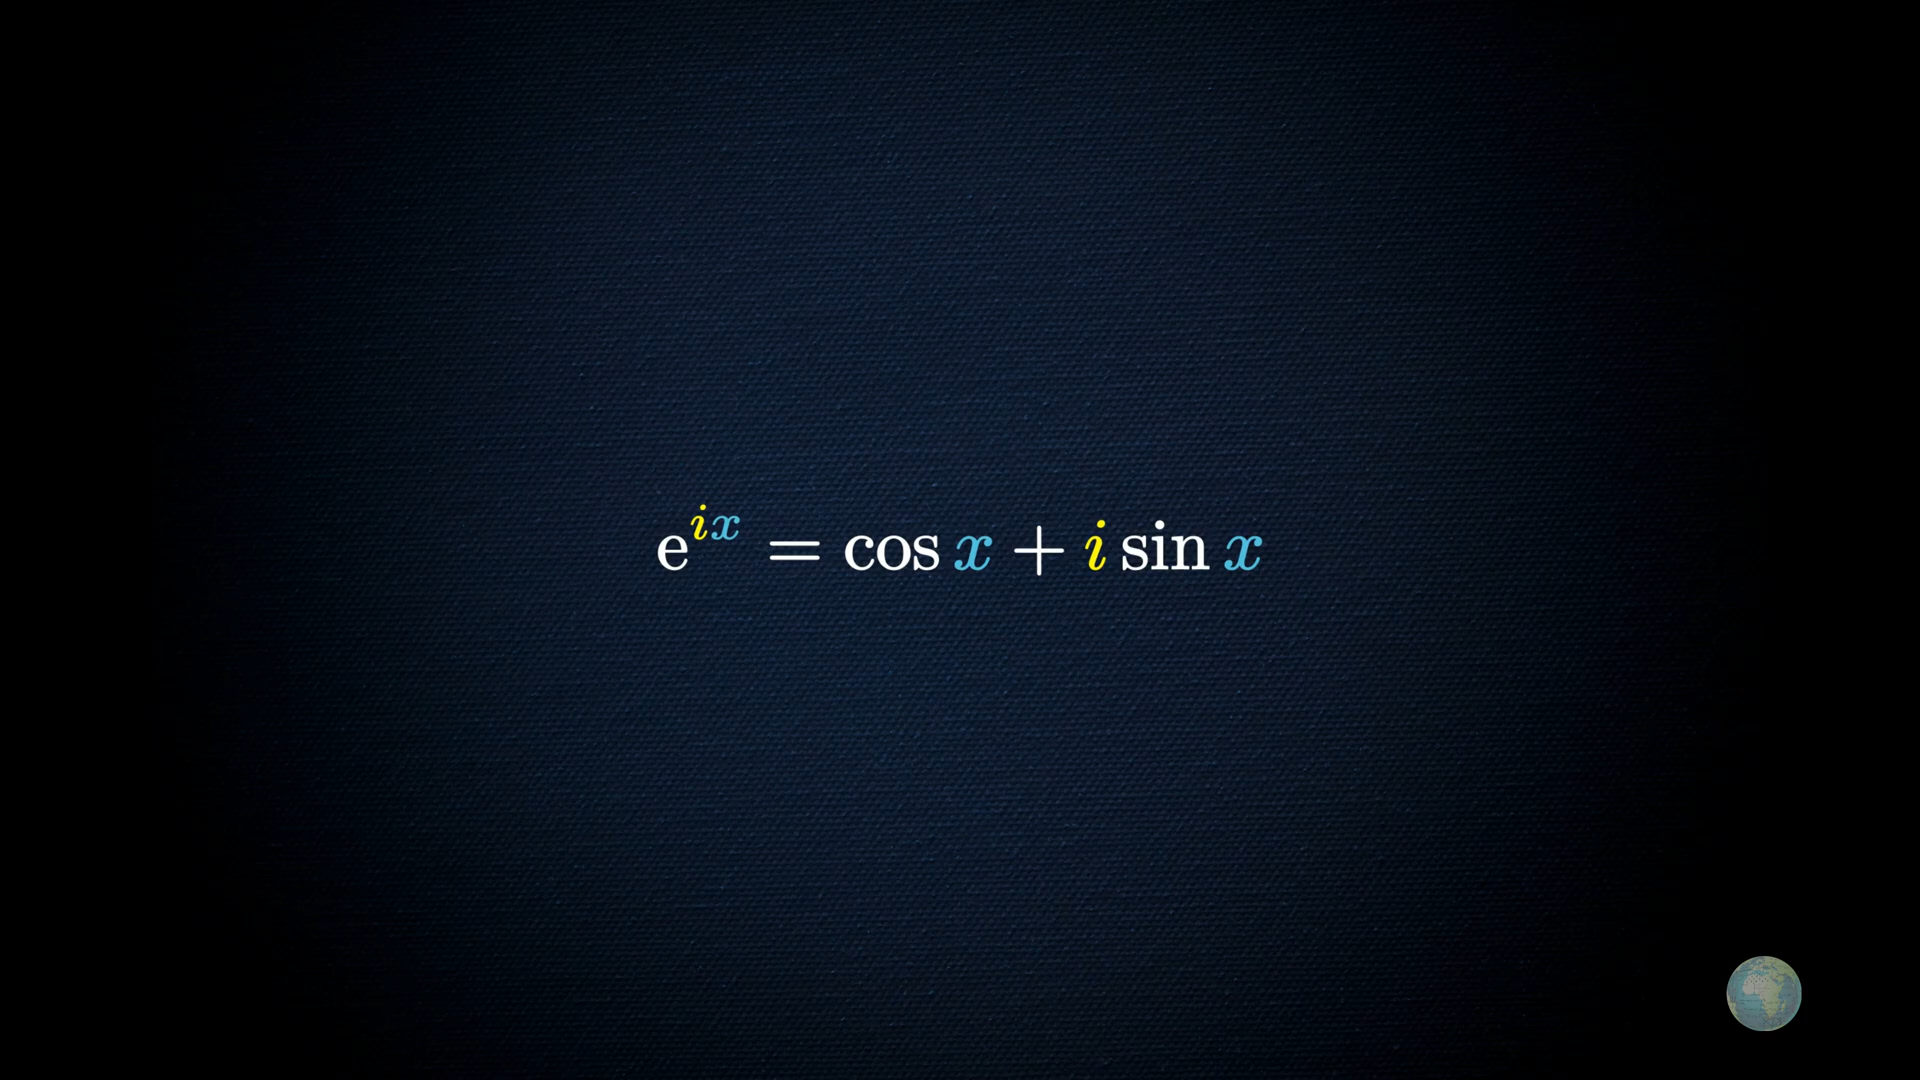 e^{ix} = cos x + i sin x